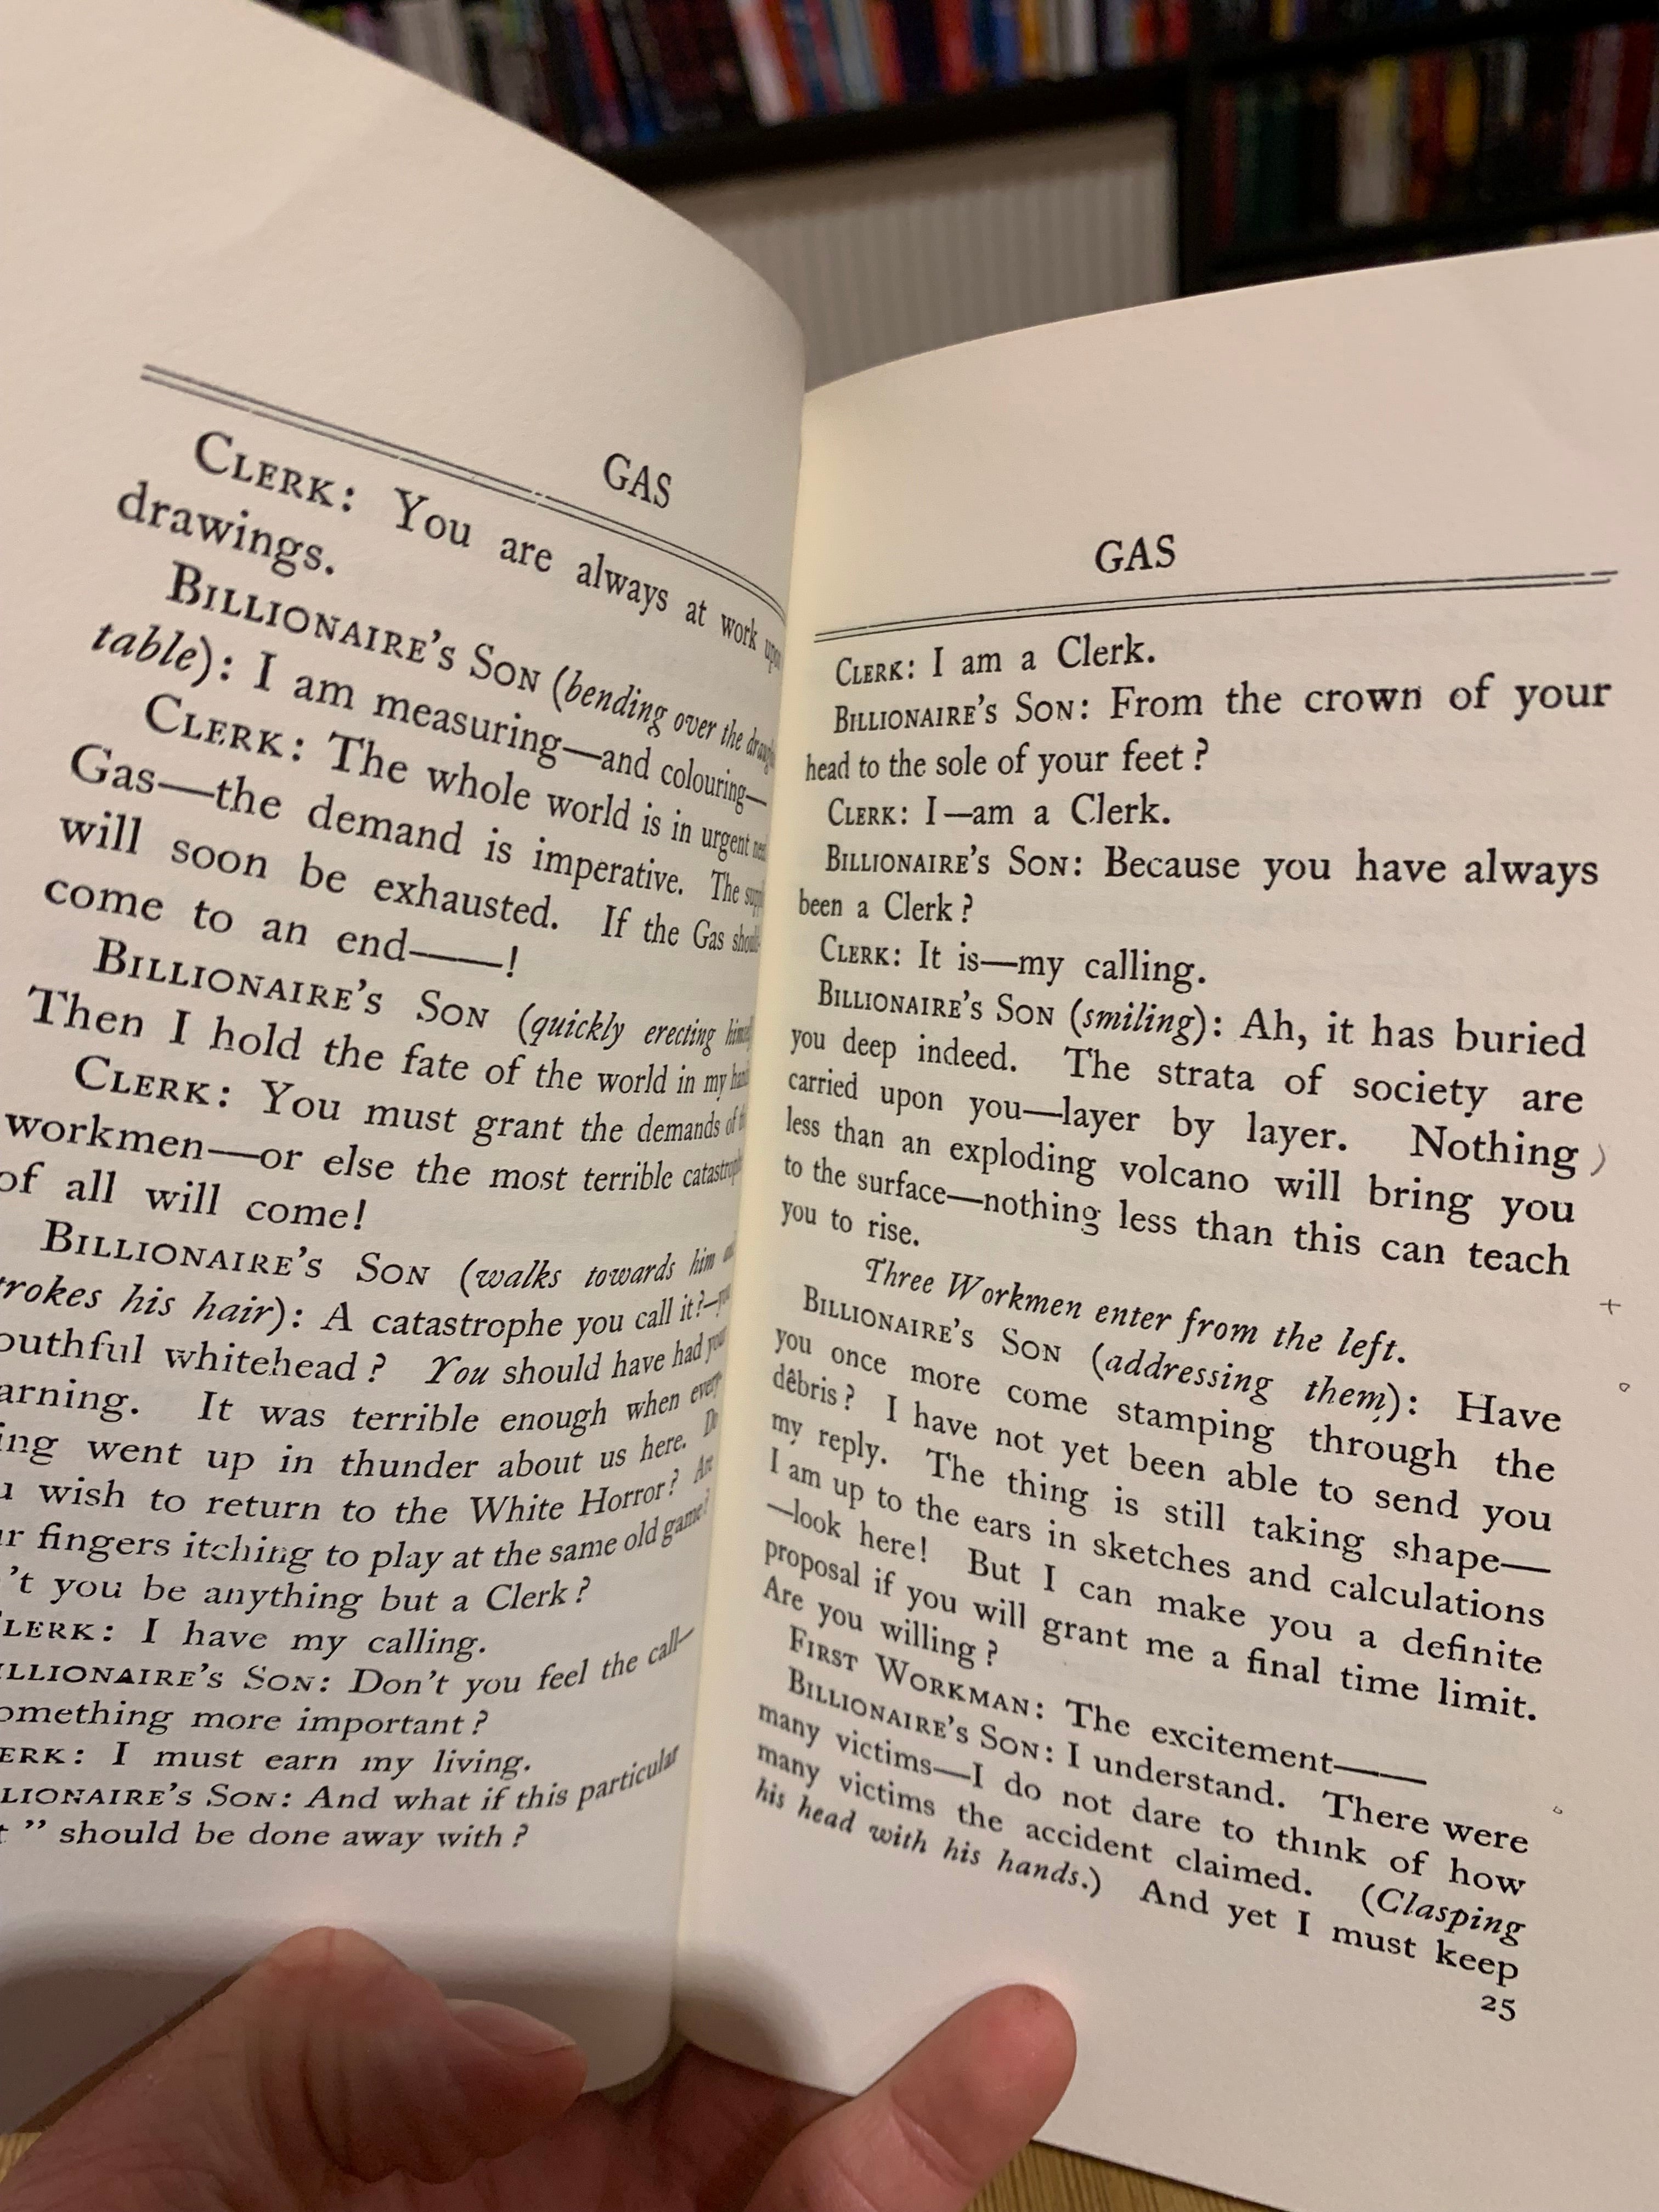 GAS
CLERK: You are always at work upon
drawings.
BILLIONAIRE'S SON (bending over the
table): I am measuring—and colouring—
CLERK: The whole world is in urgent
Gas—the demand is imperative. The
will soon be exhausted. If the Gas
come to an end——!
BILLIONAIRE'S SON (quickly erecting
Then I hold the fate of the world in my
CLERK: You must grant the demands of
workmen—or else the most terrible
of all will come!
BILLIONAIRE'S SON (walks towards him
his hair): A catastrophe you call it?—
whitehead? You should have had
It was terrible enough when
went up in thunder about us here.
wish to return to the White Horror?
fingers itching to play at the same old game?
you be anything but a Clerk?
I have my calling.
SON: Don't you feel the call—
more important?
I must earn my living.
SON: And what if this particular
" should be done away with?
GAS
CLERK: I am a Clerk.
BILLIONAIRE'S SON: From the crown of your
head to the sole of your feet?
CLERK: I—am a Clerk.
BILLIONAIRE'S SON: Because you have always
been a Clerk?
CLERK: It is—my calling.
BILLIONAIRE'S SON (smiling): Ah, it has buried
you deep indeed. The strata of society are
carried upon you—layer by layer. Nothing
less than an exploding volcano will bring you
to the surface—nothing less than this can teach
you to rise.
Three Workmen enter from the left.
BILLIONAIRE'S SON (addressing them): Have
you once more come stamping through the
dêbris? I have not yet been able to send you
my reply. The thing is still taking shape—
I am up to the ears in sketches and calculations
—look here! But I can make you a definite
proposal if you will grant me a final time limit.
Are you willing?
FIRST WORKMAN: The excitement——
BILLIONAIRE'S SON: I understand. There were
many victims—I do not dare to think of how
many victims the accident claimed. (Clasping
his head with his hands.) And yet I must keep
25